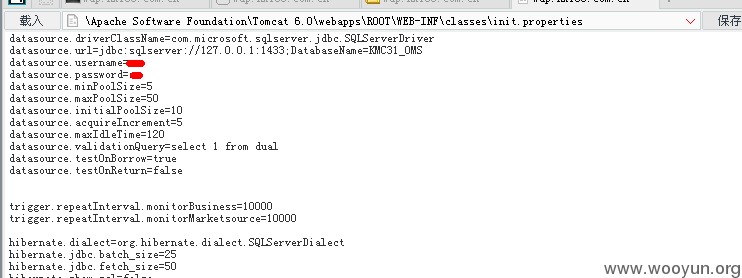 载入
\Apache Software Foundation\Tomcat 6.0\webapps\ROOT\WEB-INF\classes\init.properties
保存
datasource.driverClassName=com.microsoft.sqlserver.jdbc.SQLServerDriver
datasource.url=jdbc:sqlserver://127.0.0.1:1433;DatabaseName=KMC31_OMS
datasource.username=
datasource.password=
datasource.minPoolSize=5
datasource.maxPoolSize=50
datasource.initialPoolSize=10
datasource.acquireIncrement=5
datasource.maxIdleTime=120
datasource.validationQuery=select 1 from dual
datasource.testOnBorrow=true
datasource.testOnReturn=false
trigger.repeatInterval.monitorBusiness=10000
trigger.repeatInterval.monitorMarketsource=10000
hibernate.dialect=org.hibernate.dialect.SQLServerDialect
hibernate.jdbc.batch_size=25
hibernate.jdbc.fetch_size=50
www.wooyun.org